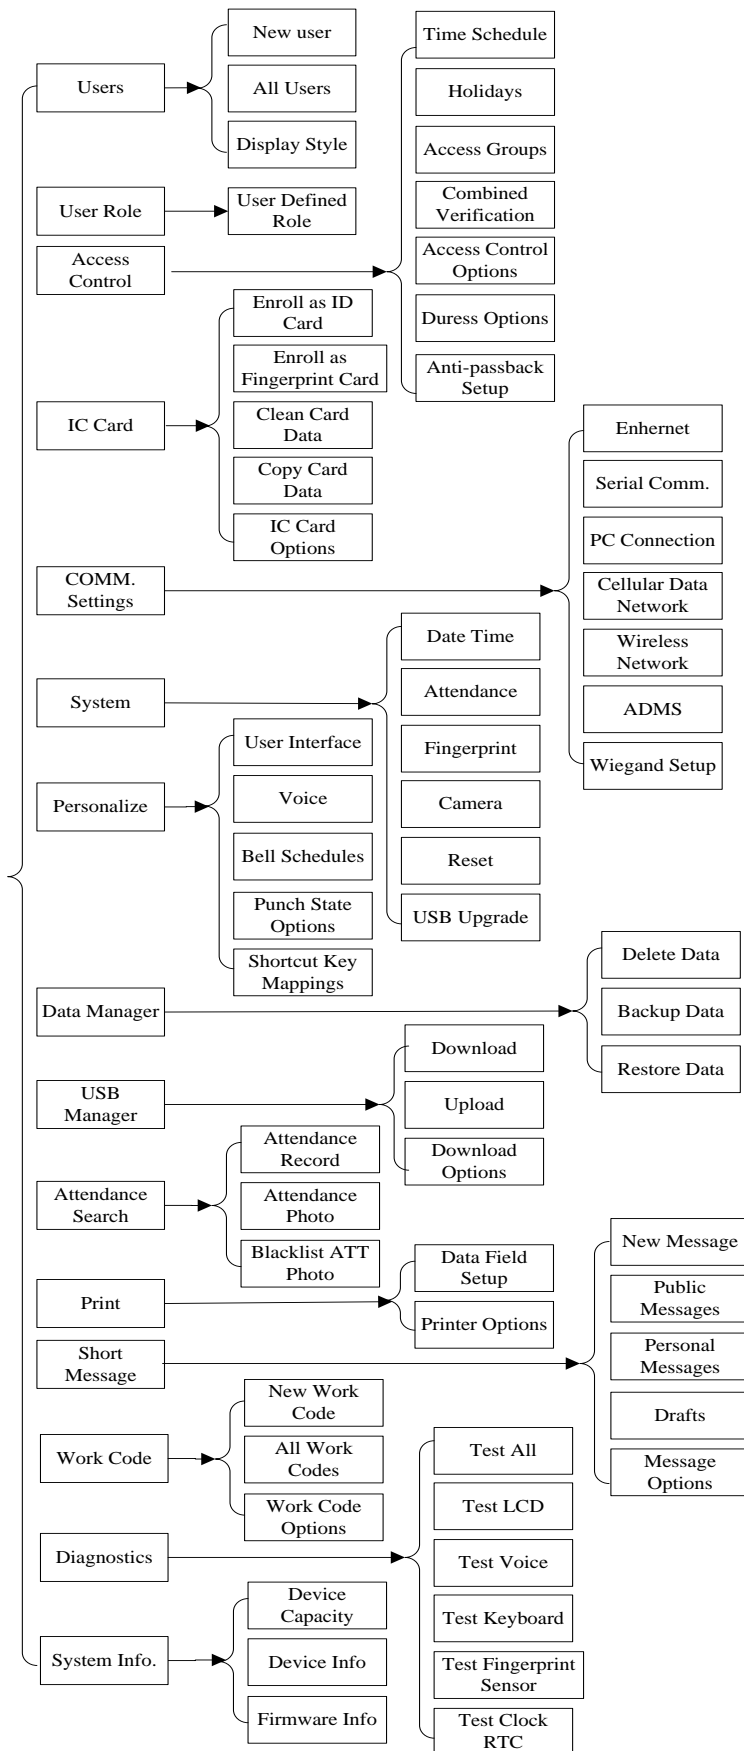 Users
New user
All Users
Display Style
User Role
User Defined
Role
Access
Control
Time Schedule
Holidays
Access Groups
Combined
Verification
Access Control
Options
Duress Options
Anti-passback
Setup
IC Card
Enroll as ID
Card
Enroll as
Fingerprint Card
Clean Card
Data
Copy Card
Data
IC Card
Options
COMM.
Settings
Enhernet
Serial Comm.
PC Connection
Cellular Data
Network
Wireless
Network
ADMS
Wiegand Setup
System
Date Time
Attendance
Fingerprint
Camera
Reset
USB Upgrade
Personalize
User Interface
Voice
Bell Schedules
Punch State
Options
Shortcut Key
Mappings
Data Manager
Delete Data
Backup Data
Restore Data
USB
Manager
Download
Upload
Download
Options
Attendance
Search
Attendance
Record
Attendance
Photo
Blacklist ATT
Photo
Print
Data Field
Setup
Printer Options
Short
Message
New Message
Public
Messages
Personal
Messages
Drafts
Message
Options
Work Code
New Work
Code
All Work
Codes
Work Code
Options
Diagnostics
Test All
Test LCD
Test Voice
Test Keyboard
Test Fingerprint
Sensor
Test Clock
RTC
System Info.
Device
Capacity
Device Info
Firmware Info